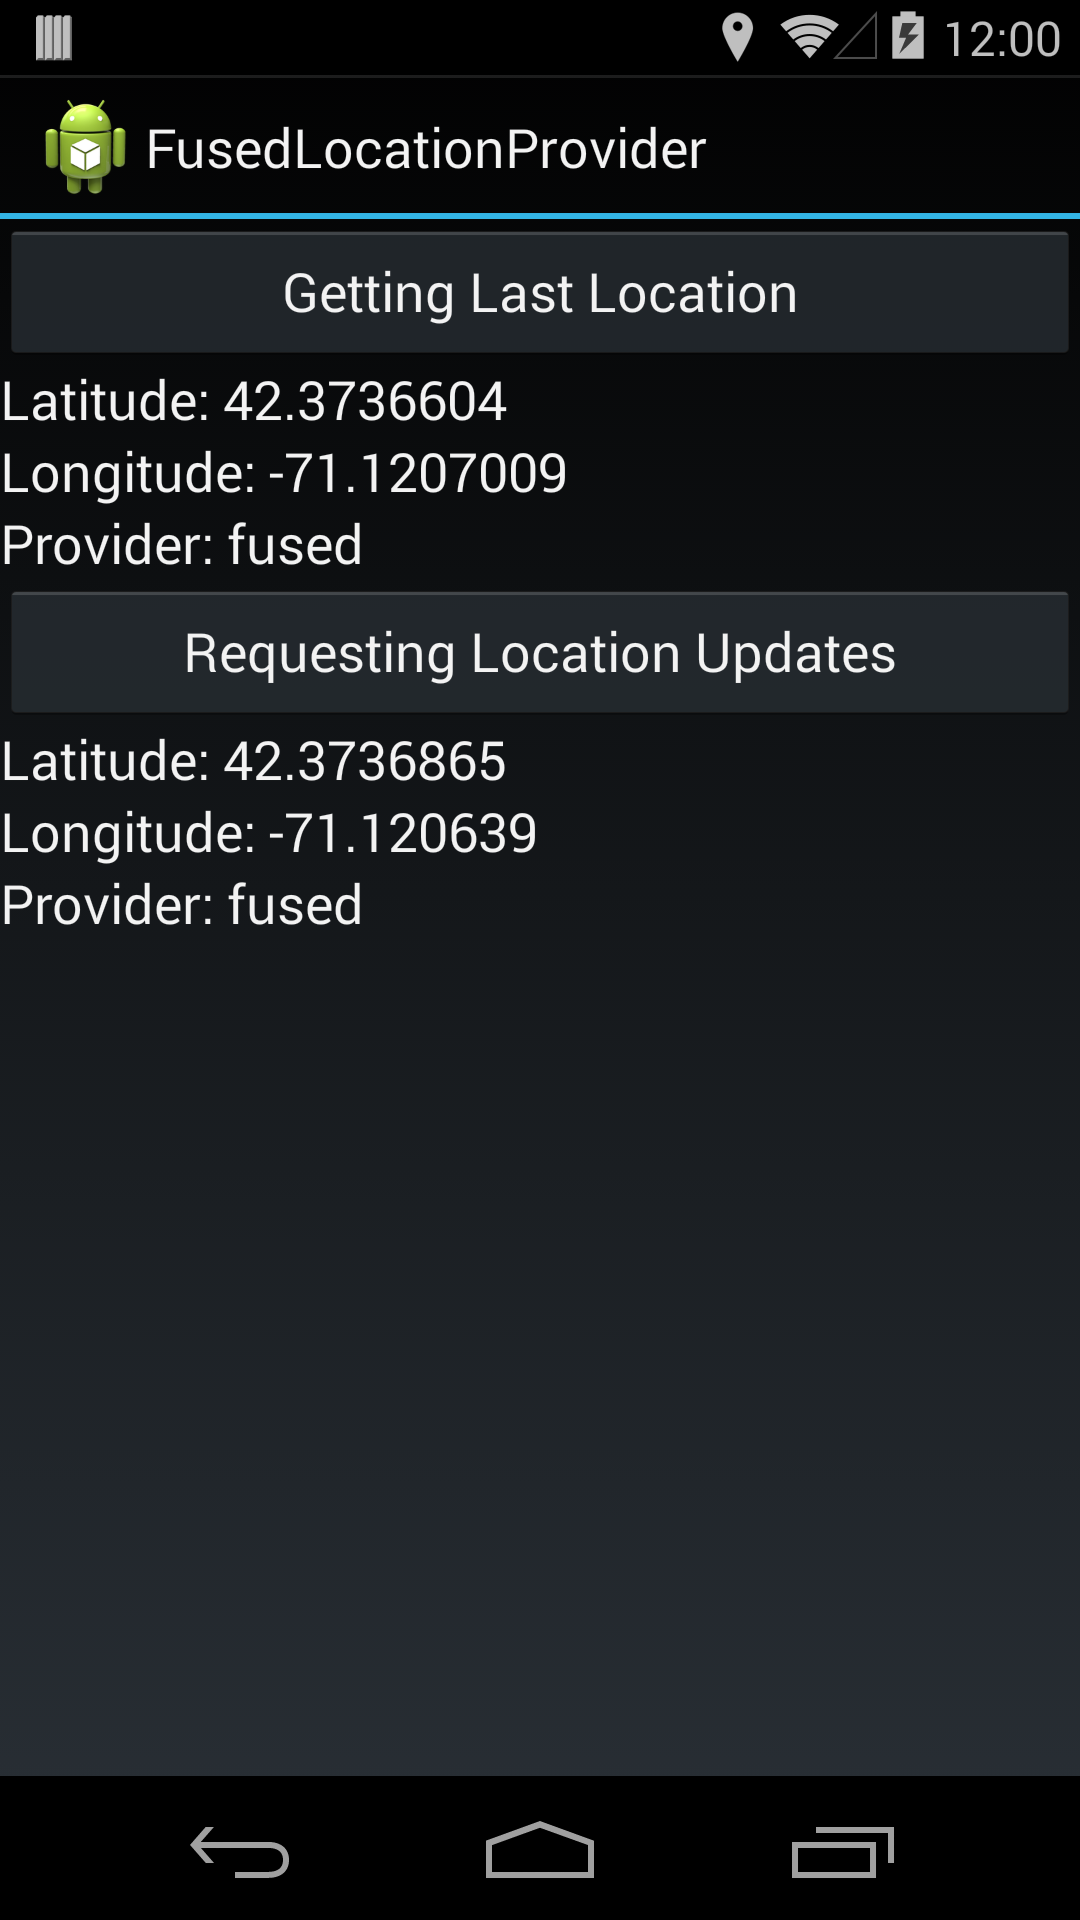 12:00
FusedLocationProvider
Getting Last Location
Latitude: 42.3736604
Longitude: -71.1207009
Provider: fused
Requesting Location Updates
Latitude: 42.3736865
Longitude: -71.120639
Provider: fused